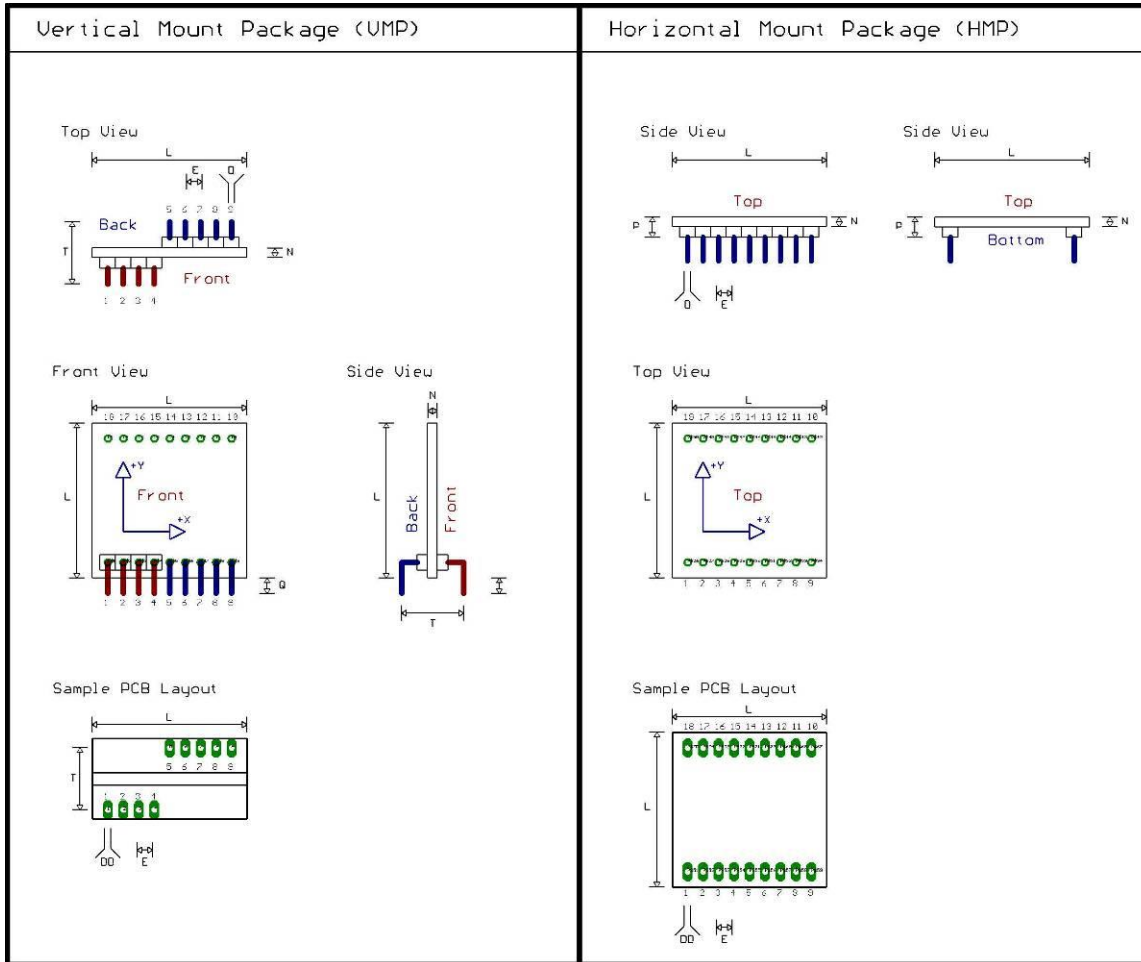 Vertical Mount Package (VMP)
Top View
L
E
D
5 6 7 8 9
Back
T
N
Front
1 2 3 4
Front View
Side View
L
N
18 17 16 15 14 13 12 11 10
+Y
L
Front
L
Back
Front
+X
Q
1 2 3 4 5 6 7 8 9
T
Sample PCB Layout
L
T
5 6 7 8 9
1 2 3 4
DD
E
Horizontal Mount Package (HMP)
Side View
Side View
L
L
Top
Top
P
N
P
N
Bottom
D
E
Top View
L
18 17 16 15 14 13 12 11 10
+Y
L
Top
+X
1 2 3 4 5 6 7 8 9
Sample PCB Layout
L
18 17 16 15 14 13 12 11 10
L
1 2 3 4 5 6 7 8 9
DD
E